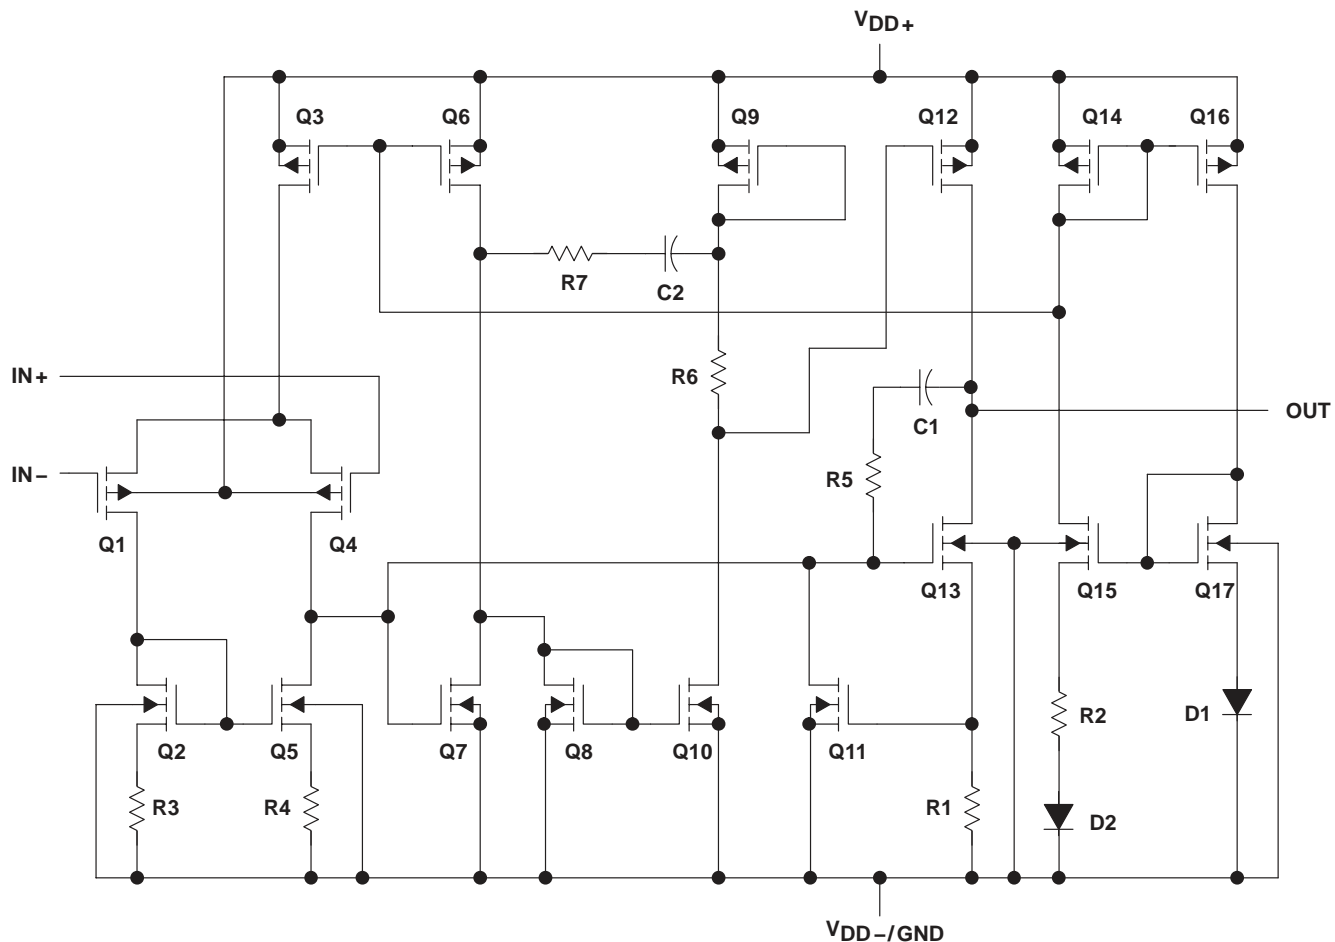 VDD+
Q3
Q6
Q9
Q12
Q14
Q16
R7
C2
IN+
R6
C1
OUT
IN−
R5
Q1
Q4
Q13
Q15
Q17
Q2
Q5
Q7
Q8
Q10
Q11
R2
D1
R3
R4
R1
D2
VDD−/GND